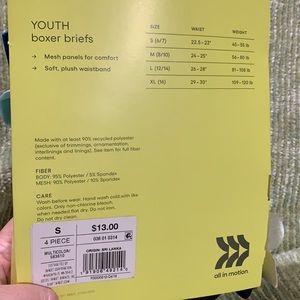 YOUTH
boxer briefs
Mesh panels for comfort
Soft, plush waistband
SIZE WAIST WEIGHT
S (6/7) 22.5 - 23" 45 - 55 lb
M (8/10) 24 - 25" 56 - 80 lb
L (12/14) 26 - 28" 81 - 108 lb
XL (16) 29 - 30" 109 - 120 lb
Made with at least 90% recycled polyester
(exclusive of trimmings, ornamentation,
interlinings and linings). See item for full fiber
content.
FIBER
BODY: 95% Polyester / 5% Spandex
MESH: 90% Polyester / 10% Spandex
CARE
Wash before wear. Hand wash cold with like
colors. Only non-chlorine bleach,
when needed. Flat dry. Do not iron.
Do not dry clean.
S
4 PIECE
MULTICOLOR/
$13.00
038 01 0314
ORIGIN: SRI LANKA
all in motion